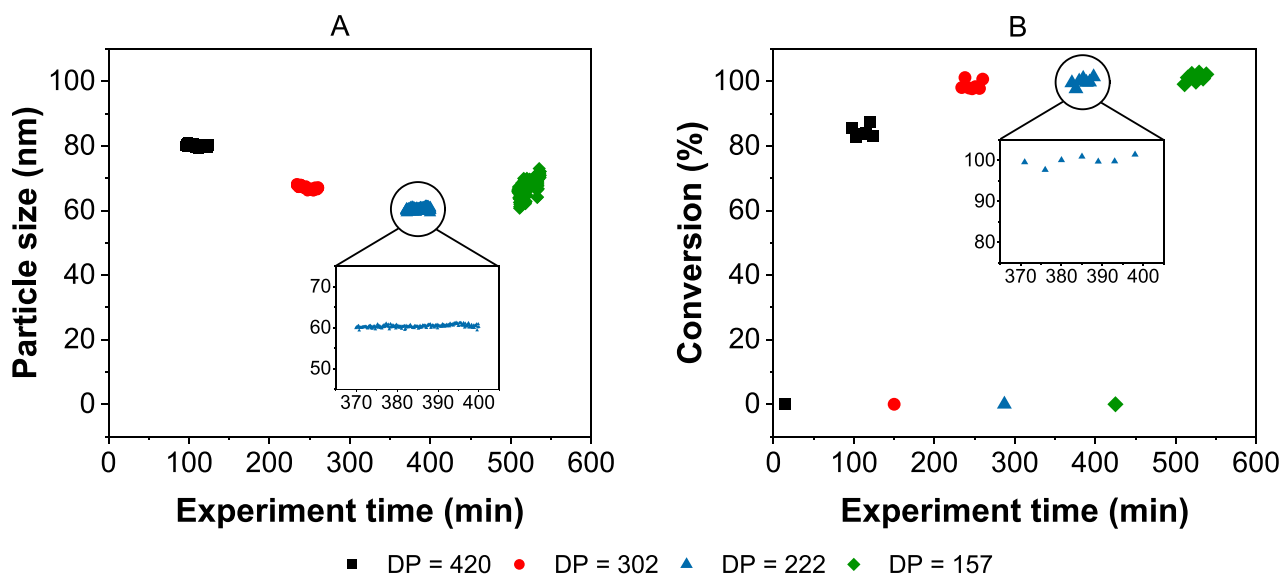 A
Particle size (nm)
100
80
60
40
20
0
0 100 200 300 400 500 600
Experiment time (min)
70
60
50
370 380 390 400
B
Conversion (%)
100
80
60
40
20
0
0 100 200 300 400 500 600
Experiment time (min)
100
90
80
370 380 390 400
DP = 420 DP = 302 DP = 222 DP = 157